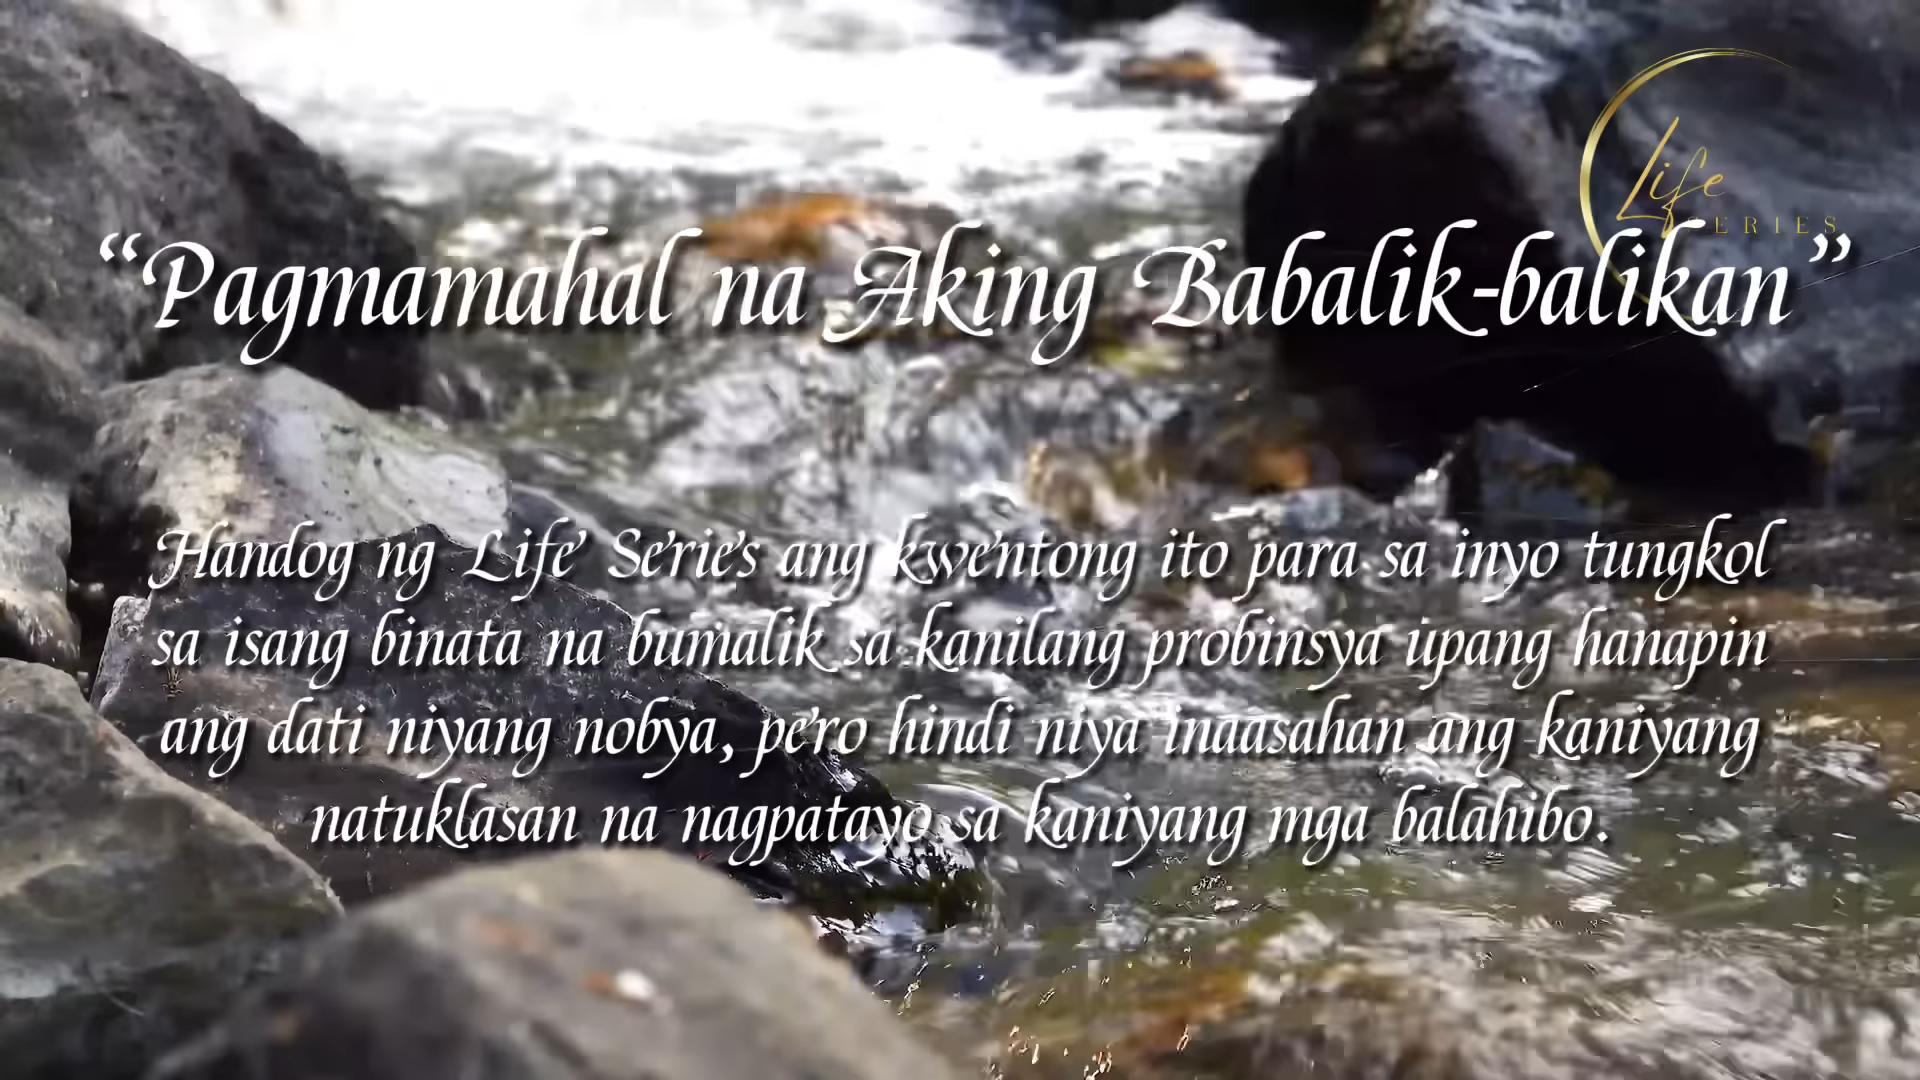 Life
SERIES
“Pagmamahal na Aking Babalik-balikan”
Handog ng Life Series ang kwentong ito para sa inyo tungkol
sa isang binata na bumalik sa kanilang probinsya upang hanapin
ang dati niyang nobya, pero hindi niya inaasahan ang kaniyang
natuklasan na nagpatayo sa kaniyang mga balahibo.